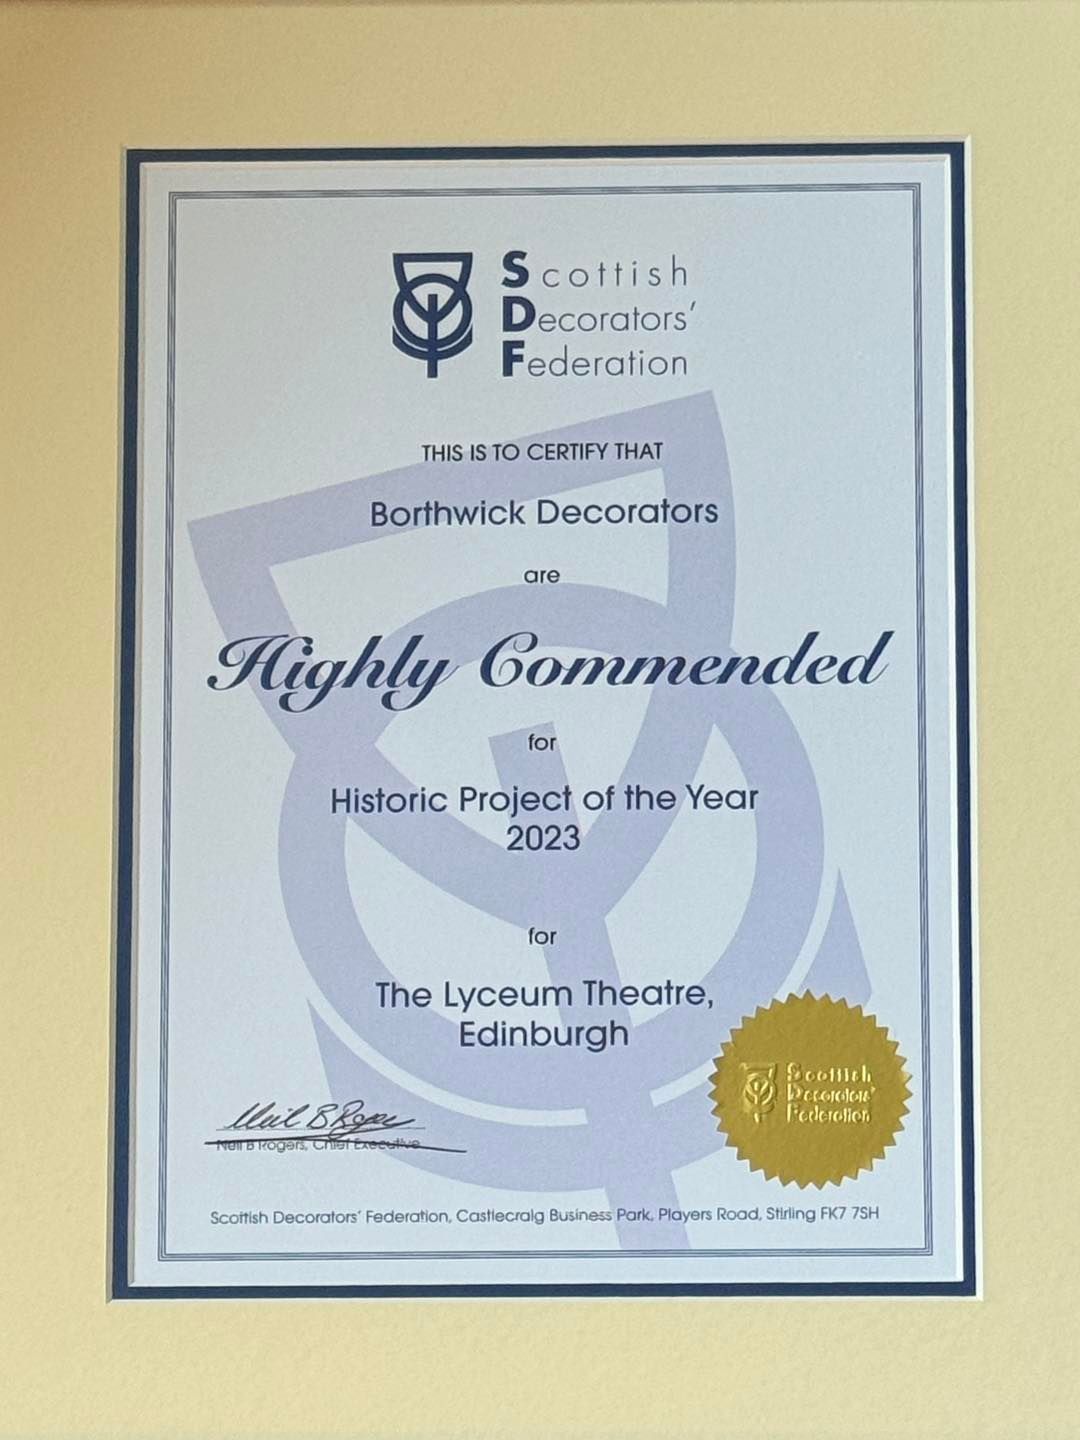 Scottish
Decorators'
Federation
THIS IS TO CERTIFY THAT
Borthwick Decorators
are
Highly Commended
for
Historic Project of the Year
2023
for
The Lyceum Theatre,
Edinburgh
Neil B Rogers
Neil B Rogers, Chief Executive
Scottish
Decorators'
Federation
Scottish Decorators' Federation, Castlecraig Business Park, Players Road, Stirling FK7 7SH